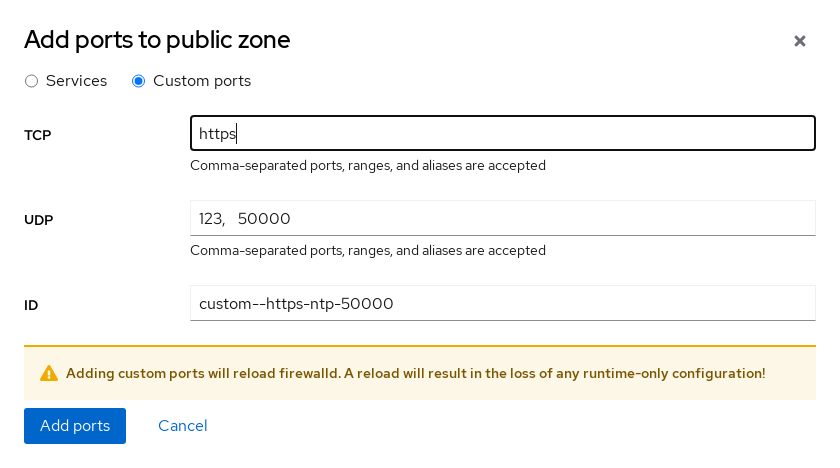 Add ports to public zone
Services Custom ports
TCP https
Comma-separated ports, ranges, and aliases are accepted
UDP 123, 50000
Comma-separated ports, ranges, and aliases are accepted
ID custom--https-ntp-50000
Adding custom ports will reload firewalld. A reload will result in the loss of any runtime-only configuration!
Add ports Cancel